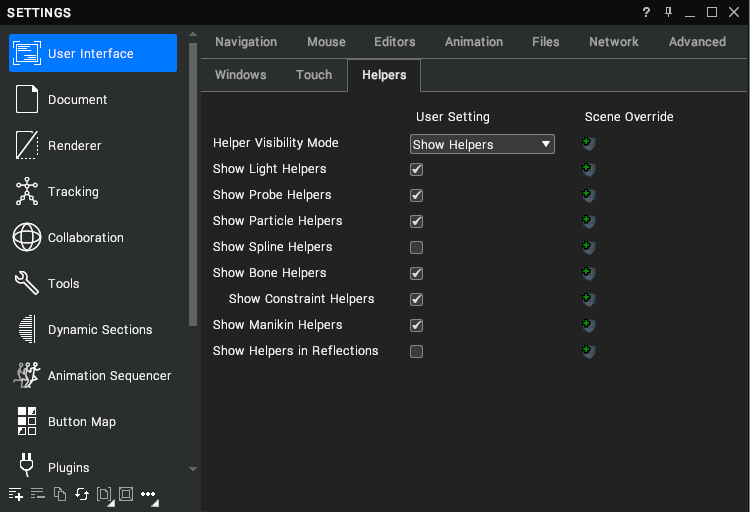 SETTINGS
?
User Interface
Document
Renderer
Tracking
Collaboration
Tools
Dynamic Sections
Animation Sequencer
Button Map
Plugins
Navigation Mouse Editors Animation Files Network Advanced
Windows Touch Helpers
User Setting Scene Override
Helper Visibility Mode Show Helpers
Show Light Helpers
Show Probe Helpers
Show Particle Helpers
Show Spline Helpers
Show Bone Helpers
Show Constraint Helpers
Show Manikin Helpers
Show Helpers in Reflections